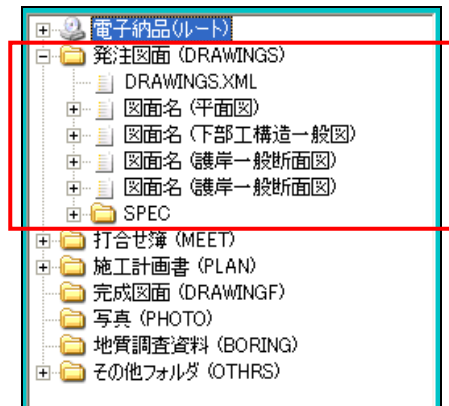 電子納品(ルート)
発注図面 (DRAWINGS)
DRAWINGS.XML
図面名 (平面図)
図面名 (下部工構造一般図)
図面名 (護岸一般断面図)
図面名 (護岸一般断面図)
SPEC
打合せ簿 (MEET)
施工計画書 (PLAN)
完成図面 (DRAWINGF)
写真 (PHOTO)
地質調査資料 (BORING)
その他フォルダ (OTHRS)